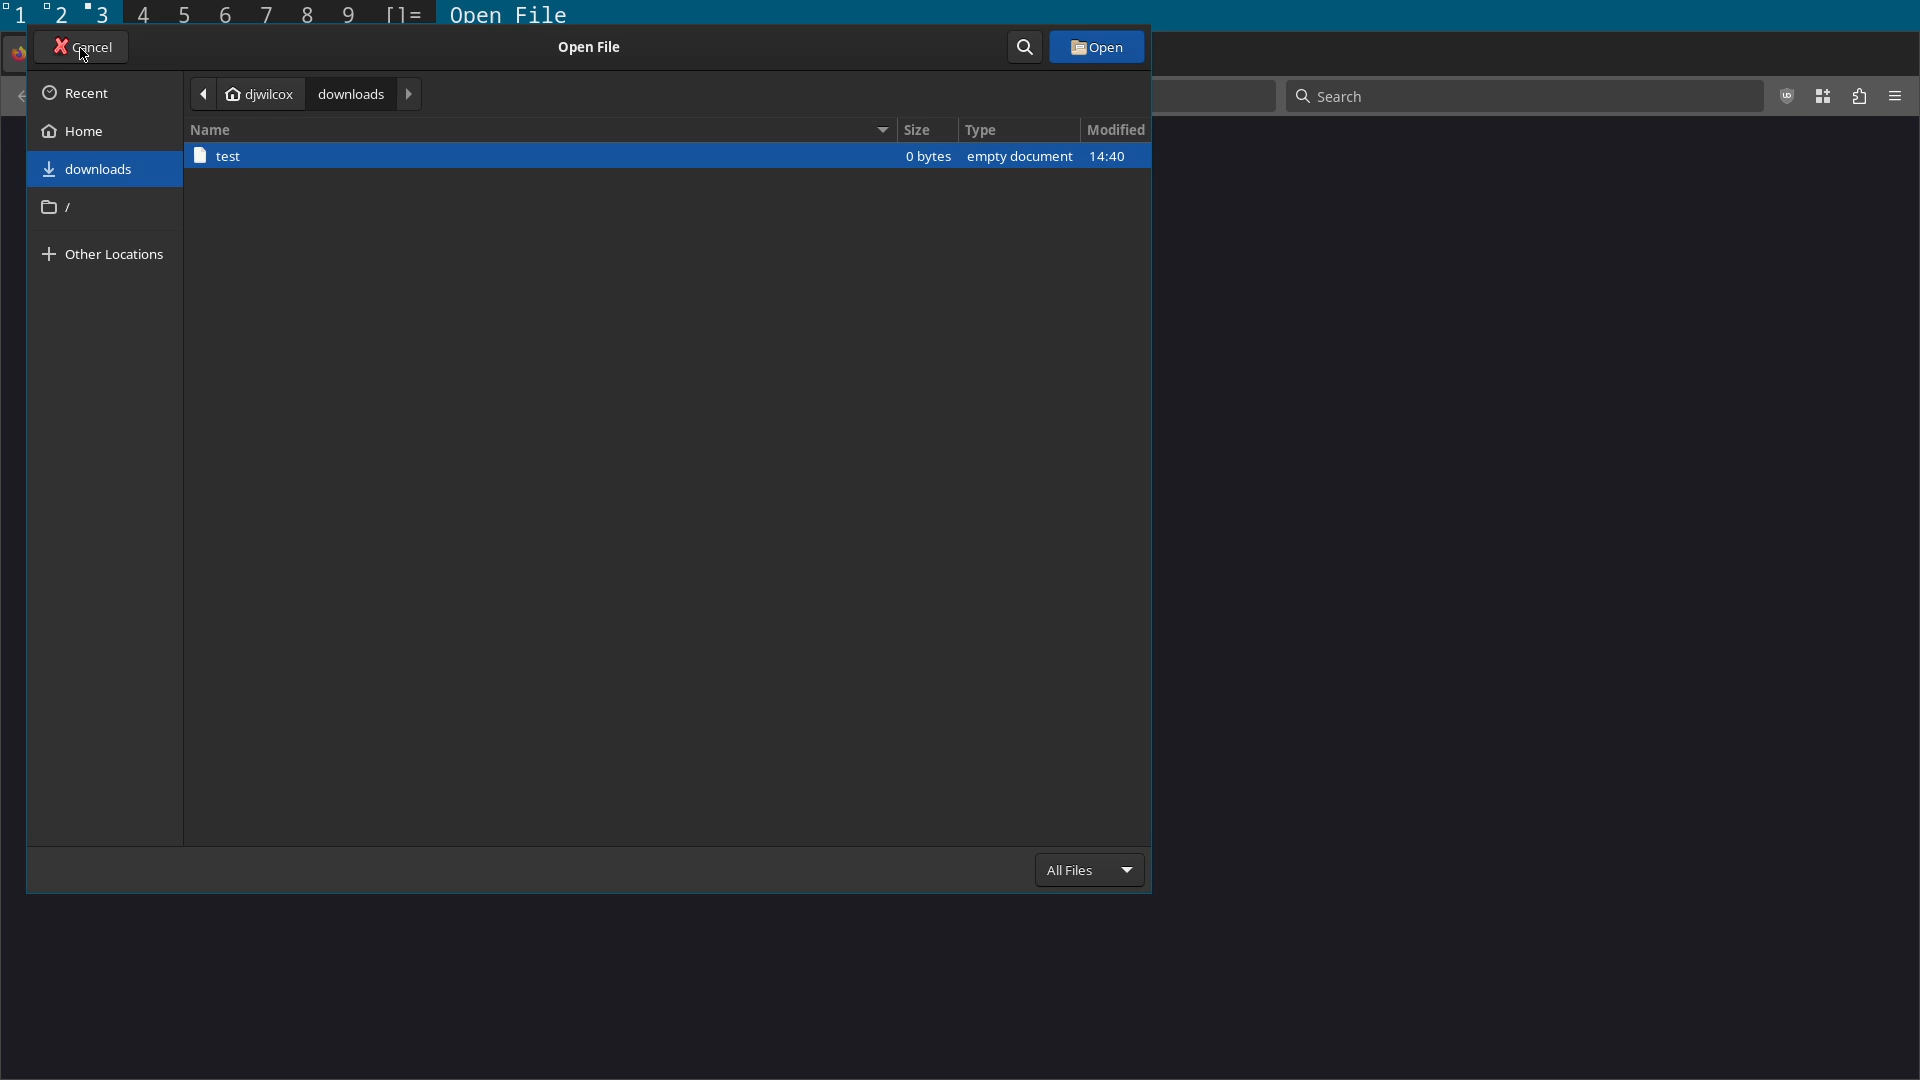 1 2 3 4 5 6 7 8 9 []= Open File
Cancel
Open File
Open
Recent
Home
downloads
/
Other Locations
djwilcox downloads
Name Size Type Modified
test 0 bytes empty document 14:40
All Files
Search